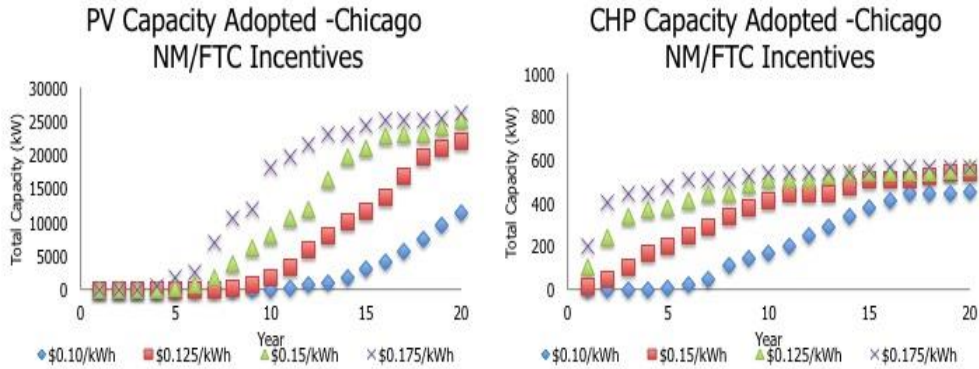 PV Capacity Adopted -Chicago
NM/FTC Incentives
Total Capacity (kW)
30000
25000
20000
15000
10000
5000
0
0 5 10 15 20
Year
$0.10/kWh $0.125/kWh $0.15/kWh $0.175/kWh
CHP Capacity Adopted -Chicago
NM/FTC Incentives
Total Capacity (kW)
1000
800
600
400
200
0
0 5 10 15 20
Year
$0.10/kWh $0.15/kWh $0.125/kWh $0.175/kWh